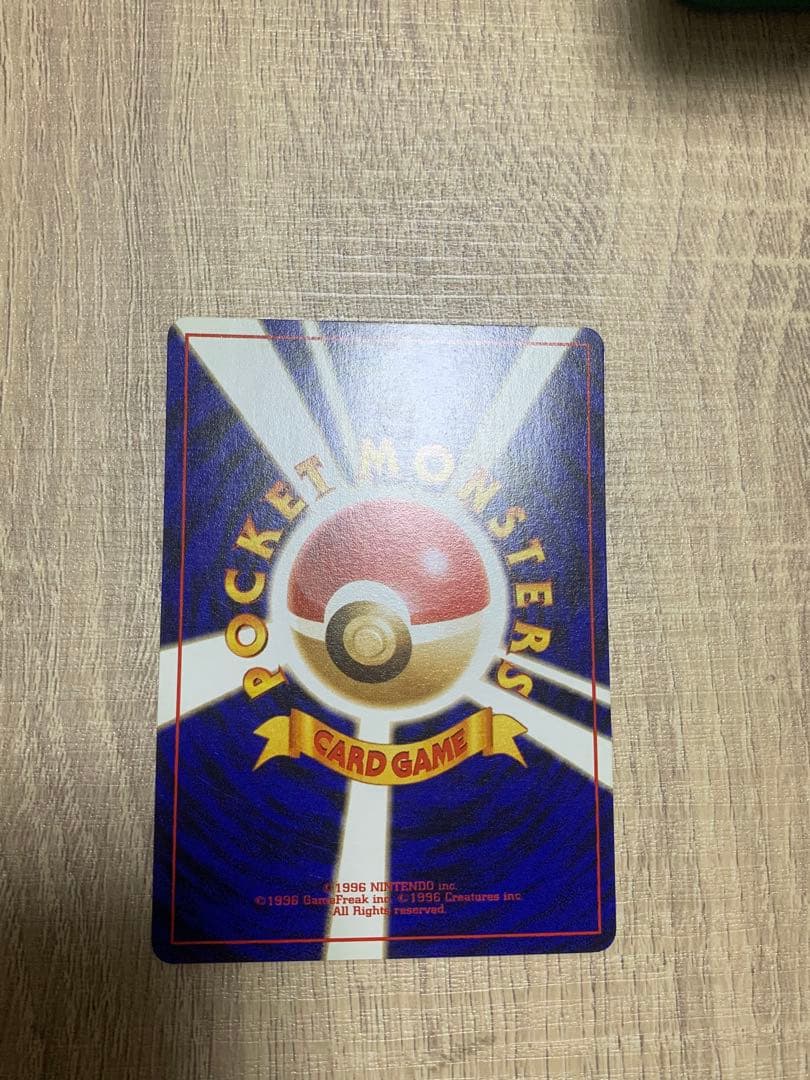 POCKET MONSTERS
CARD GAME
©1996 NINTENDO inc.
©1996 GameFreak inc. ©1996 Creatures inc.
All Rights reserved.